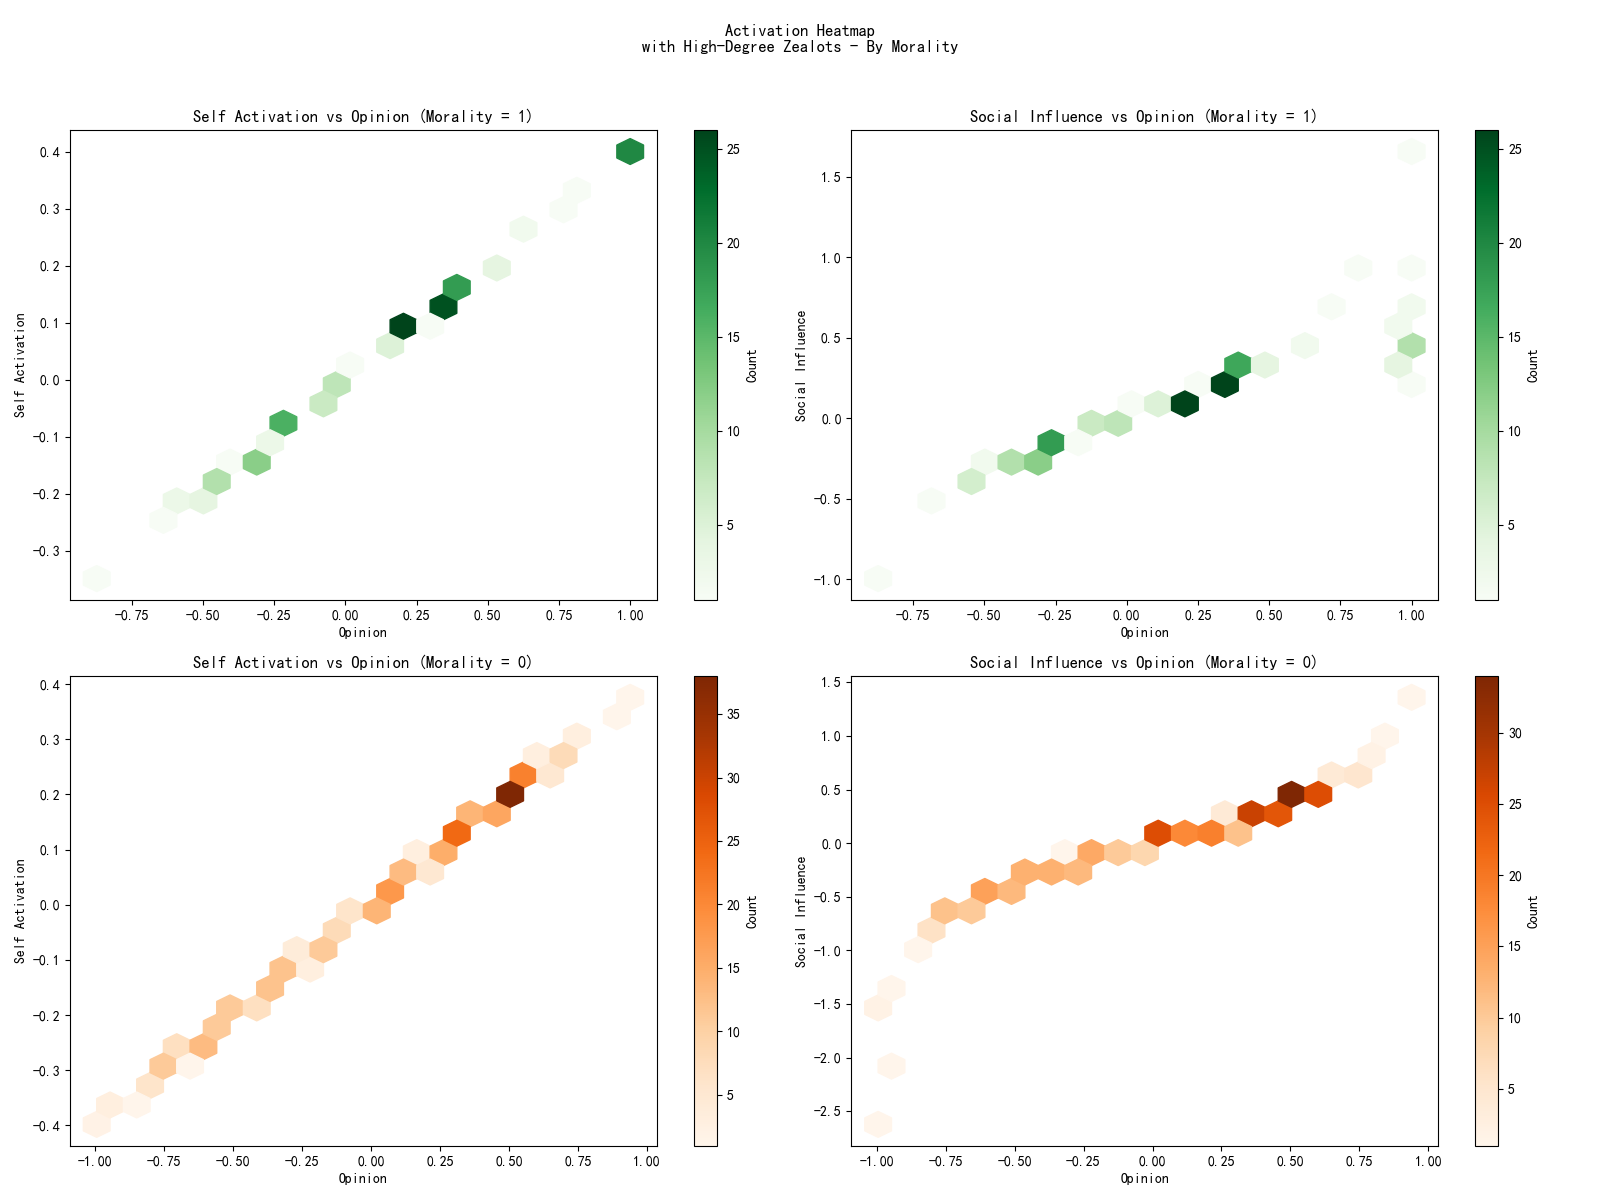 Activation Heatmap
with High-Degree Zealots - By Morality
Self Activation vs Opinion (Morality = 1)
Self Activation
0.4
0.3
0.2
0.1
0.0
-0.1
-0.2
-0.3
-0.75 -0.50 -0.25 0.00 0.25 0.50 0.75 1.00
Opinion
25
20
15
10
5
Count
Social Influence vs Opinion (Morality = 1)
Social Influence
1.5
1.0
0.5
0.0
-0.5
-1.0
-0.75 -0.50 -0.25 0.00 0.25 0.50 0.75 1.00
Opinion
25
20
15
10
5
Count
Self Activation vs Opinion (Morality = 0)
Self Activation
0.4
0.3
0.2
0.1
0.0
-0.1
-0.2
-0.3
-0.4
-1.00 -0.75 -0.50 -0.25 0.00 0.25 0.50 0.75 1.00
Opinion
35
30
25
20
15
10
5
Count
Social Influence vs Opinion (Morality = 0)
Social Influence
1.5
1.0
0.5
0.0
-0.5
-1.0
-1.5
-2.0
-2.5
-1.00 -0.75 -0.50 -0.25 0.00 0.25 0.50 0.75 1.00
Opinion
30
25
20
15
10
5
Count